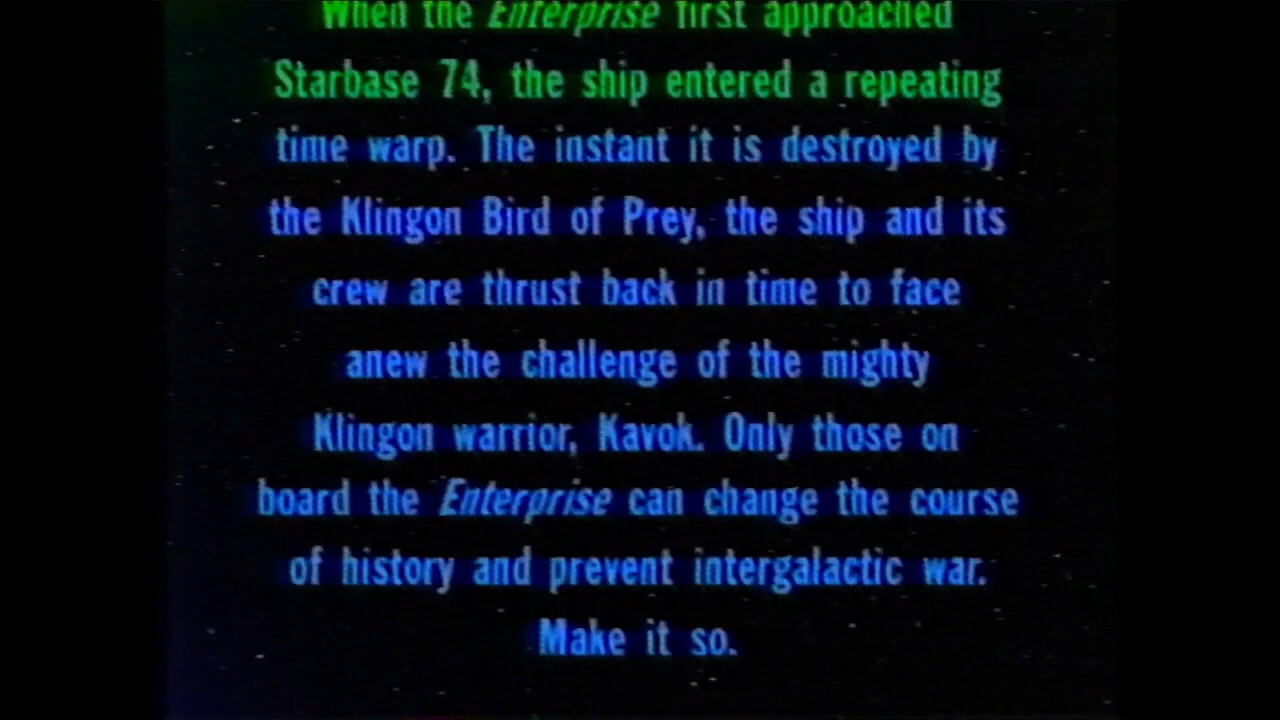 When the Enterprise first approached
Starbase 74, the ship entered a repeating
time warp. The instant it is destroyed by
the Klingon Bird of Prey, the ship and its
crew are thrust back in time to face
anew the challenge of the mighty
Klingon warrior, Kavok. Only those on
board the Enterprise can change the course
of history and prevent intergalactic war.
Make it so.